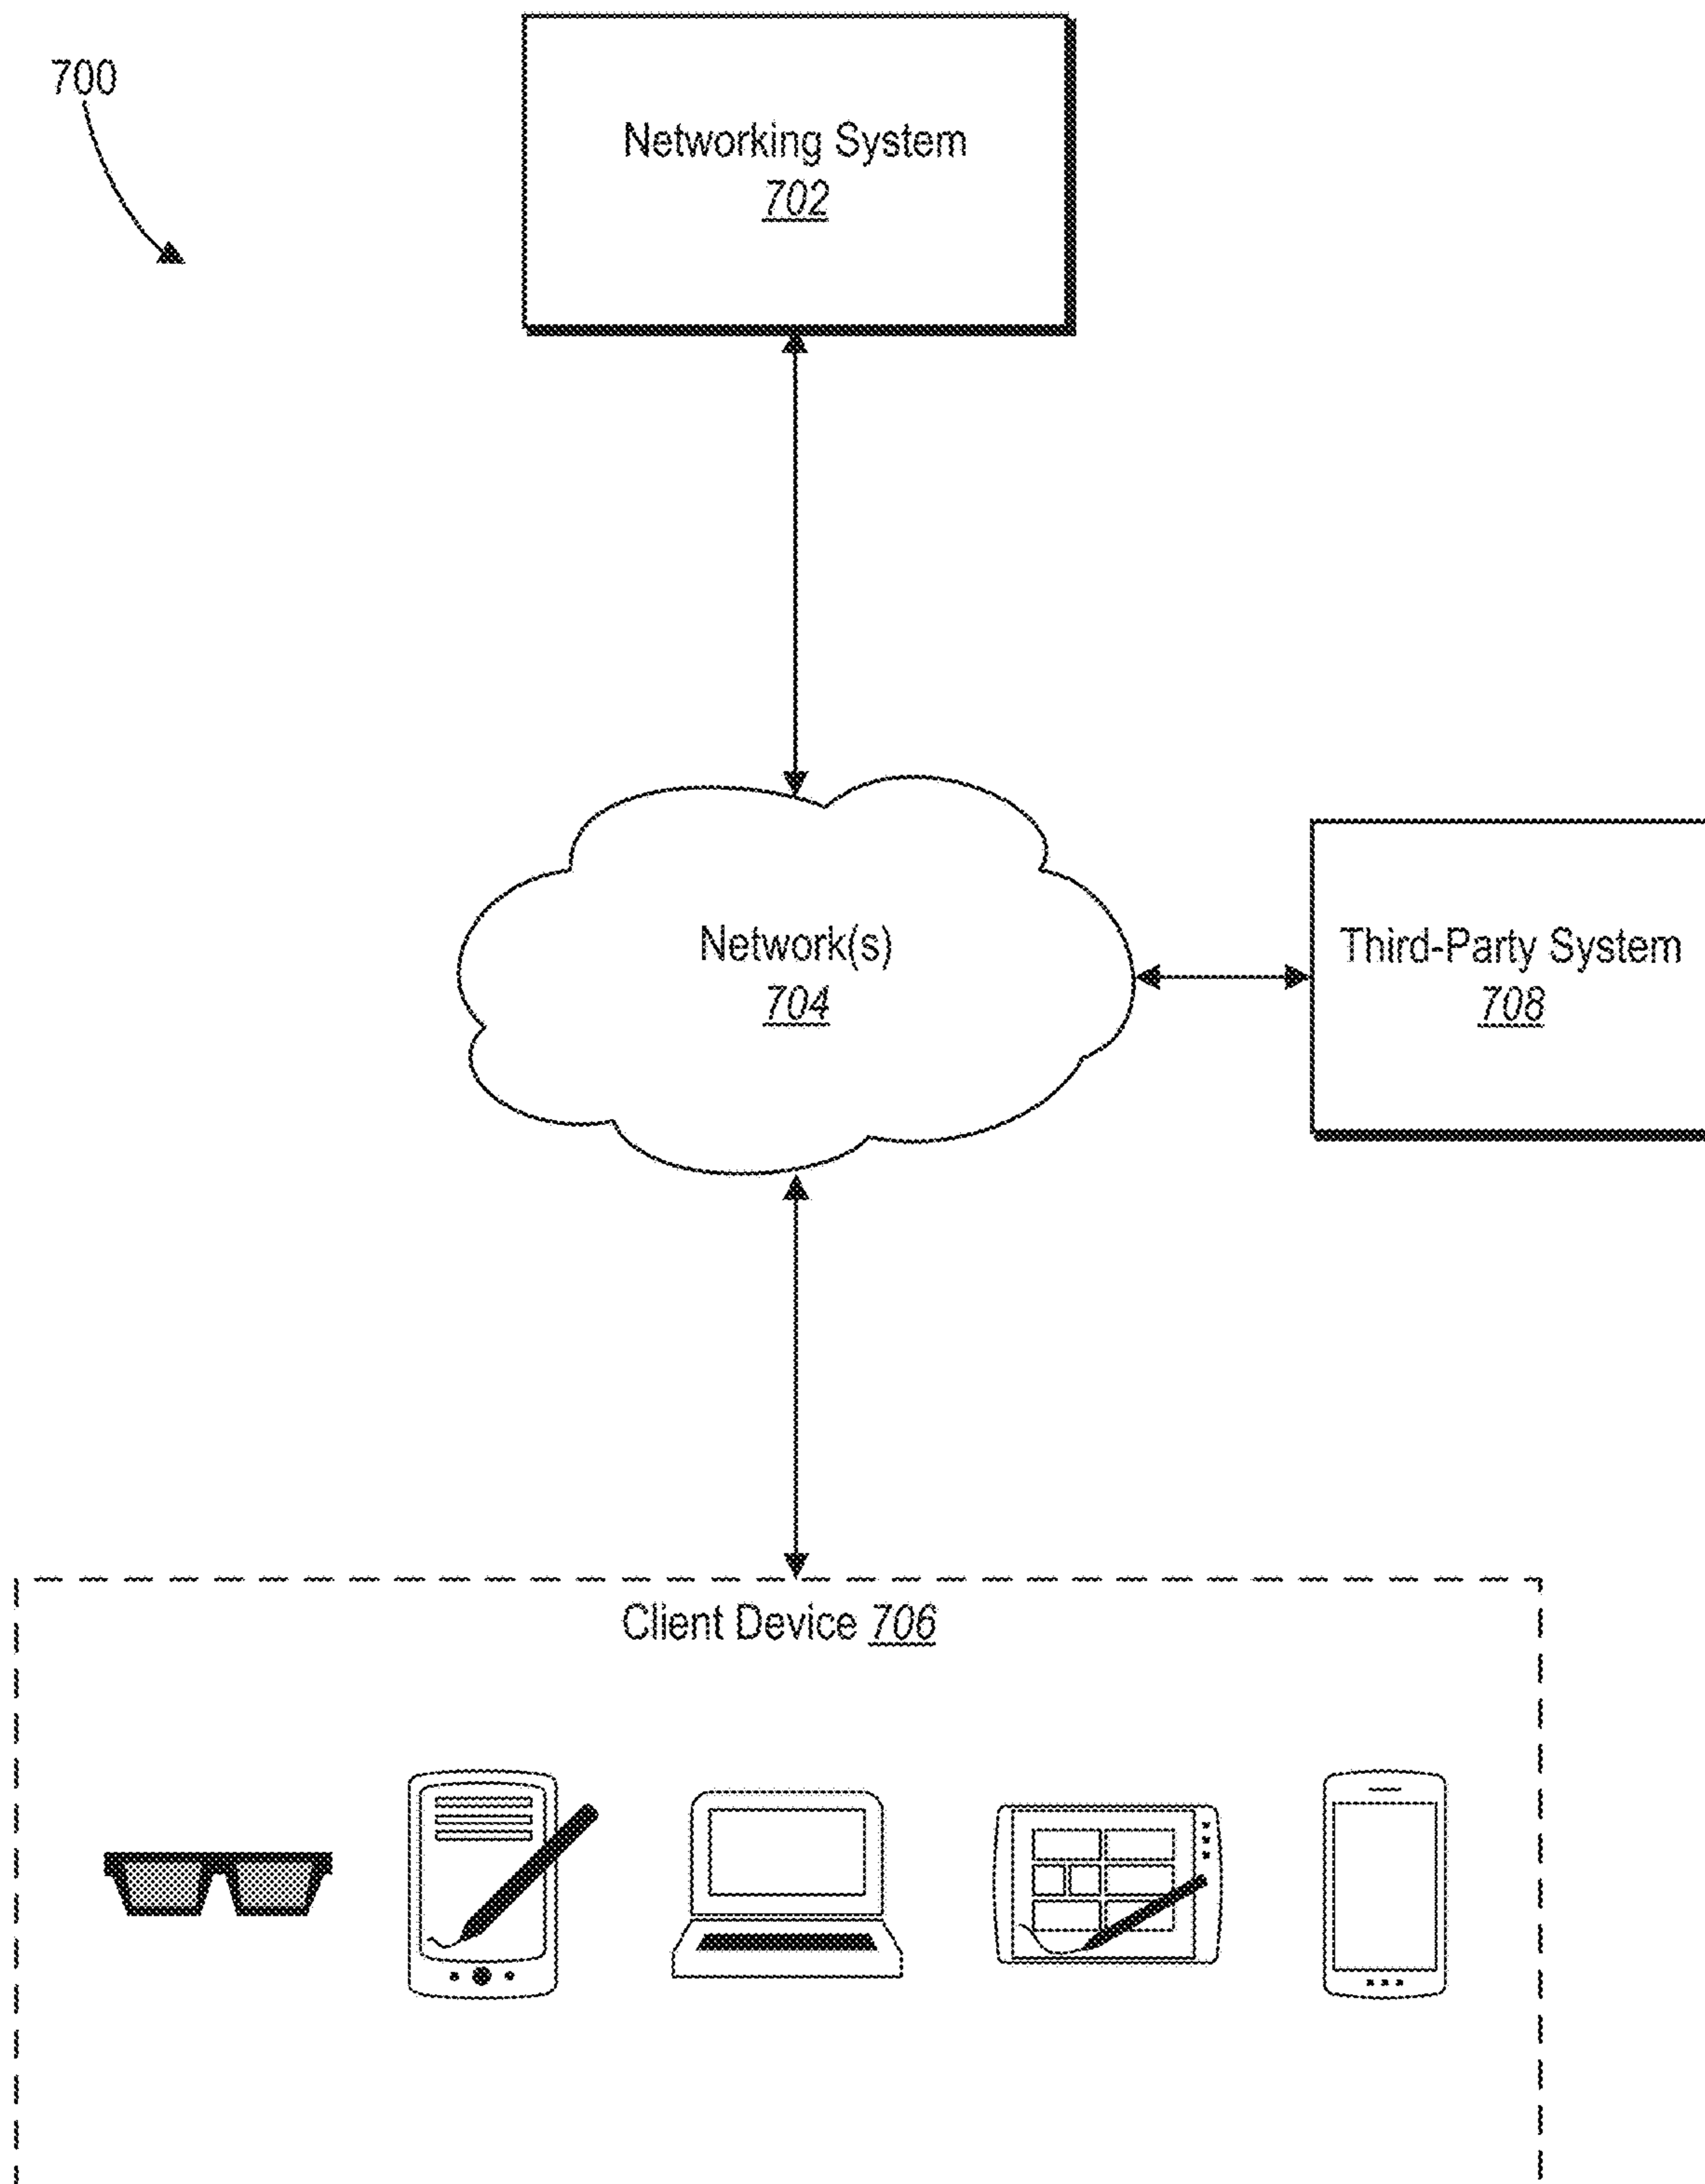 700
Networking System
702
Network(s)
704
Third-Party System
708
Client Device 706